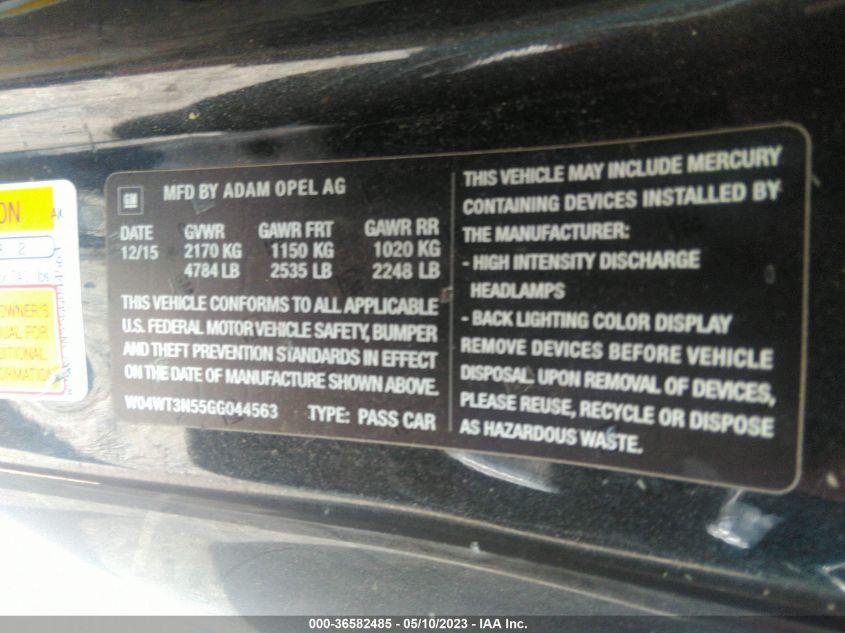 ON
AK
2
OWNER'S
UAL FOR
DITIONAL
FORMATION
GM
MFD BY ADAM OPEL AG
DATE GVWR GAWR FRT GAWR RR
12/15 2170 KG 1150 KG 1020 KG
4784 LB 2535 LB 2248 LB
THIS VEHICLE CONFORMS TO ALL APPLICABLE
U.S. FEDERAL MOTOR VEHICLE SAFETY, BUMPER
AND THEFT PREVENTION STANDARDS IN EFFECT
ON THE DATE OF MANUFACTURE SHOWN ABOVE.
W04WT3N55GG044563 TYPE: PASS CAR
THIS VEHICLE MAY INCLUDE MERCURY
CONTAINING DEVICES INSTALLED BY
THE MANUFACTURER:
- HIGH INTENSITY DISCHARGE
HEADLAMPS
- BACK LIGHTING COLOR DISPLAY
REMOVE DEVICES BEFORE VEHICLE
DISPOSAL UPON REMOVAL OF DEVICES,
PLEASE REUSE, RECYCLE OR DISPOSE
AS HAZARDOUS WASTE.
000-36582485 - 05/10/2023 - IAA Inc.